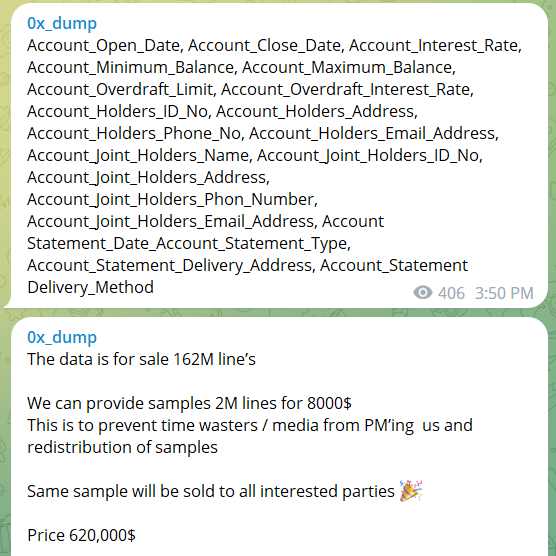 0x_dump
Account_Open_Date, Account_Close_Date, Account_Interest_Rate,
Account_Minimum_Balance, Account_Maximum_Balance,
Account_Overdraft_Limit, Account_Overdraft_Interest_Rate,
Account_Holders_ID_No, Account_Holders_Address,
Account_Holders_Phone_No, Account_Holders_Email_Address,
Account_Joint_Holders_Name, Account_Joint_Holders_ID_No,
Account_Joint_Holders_Address,
Account_Joint_Holders_Phon_Number,
Account_Joint_Holders_Email_Address, Account
Statement_Date_Account_Statement_Type,
Account_Statement_Delivery_Address, Account_Statement
Delivery_Method
406 3:50 PM
0x_dump
The data is for sale 162M line’s
We can provide samples 2M lines for 8000$
This is to prevent time wasters / media from PM’ing us and
redistribution of samples
Same sample will be sold to all interested parties 🎉
Price 620,000$